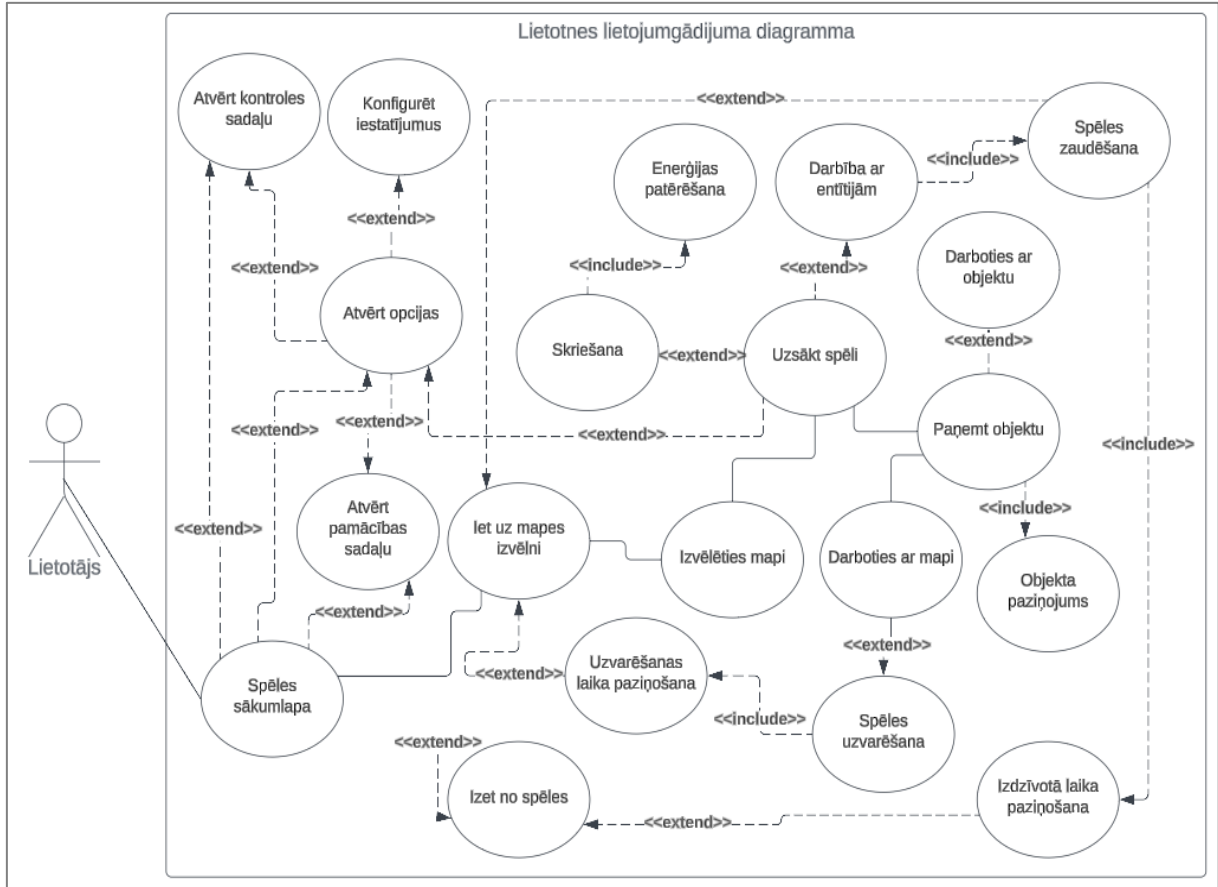 Lietotnes lietojumgādijuma diagramma
Atvērt kontroles
sadaļu
Konfigurēt
iestatījumus
<<extend>>
Spēles
zaudēšana
Enerģijas
patērēšana
Darbība ar
entītijām
<<include>>
<<extend>>
<<extend>>
<<include>>
<<extend>>
Darboties ar
objektu
Atvērt opcijas
Skriešana
<<extend>>
Uzsākt spēli
<<extend>>
<<extend>>
<<extend>>
<<extend>>
Paņemt objektu
<<include>>
Lietotājs
<<extend>>
Atvērt
pamācības
sadaļu
Iet uz mapes
izvēlni
Izvēlēties mapi
Darboties ar mapi
<<include>>
Objekta
paziņojums
<<extend>>
<<extend>>
Uzvarēšanas
laika paziņošana
<<extend>>
Spēles
sākumlapa
<<include>>
Spēles
uzvarēšana
<<extend>>
Izet no spēles
<<extend>>
Izdzīvotā laika
paziņošana